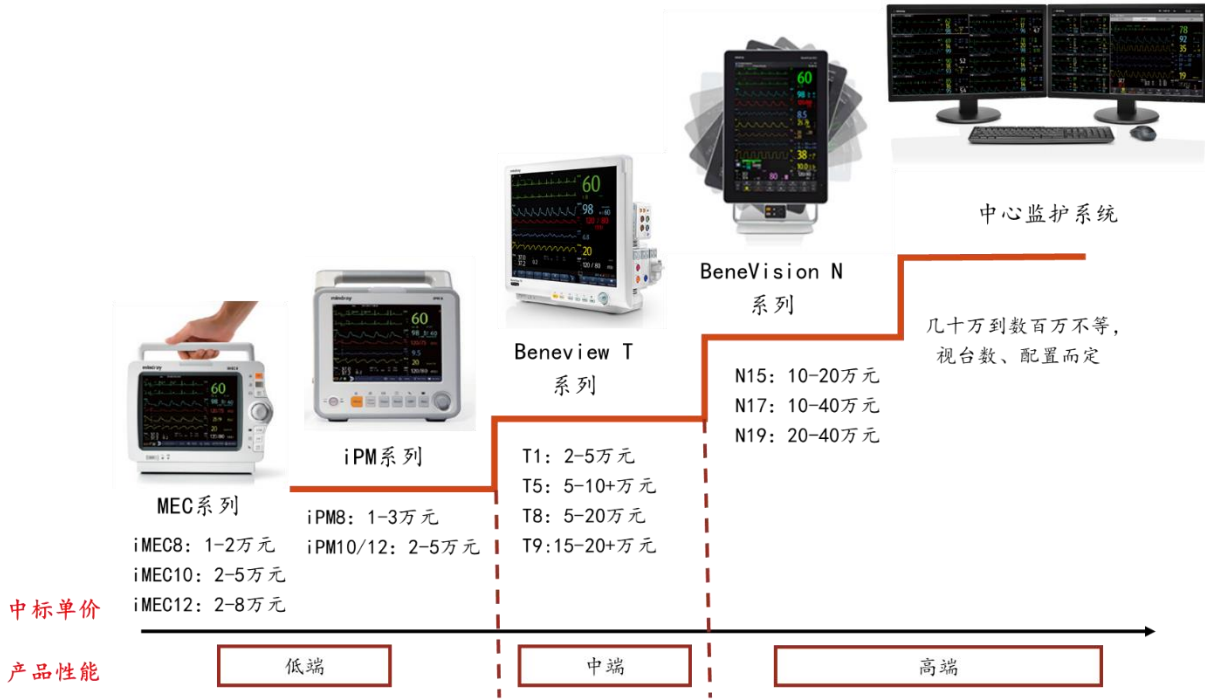 中心监护系统
几十万到数百万不等，
视台数、配置而定
BeneVision N
系列
N15: 10-20万元
N17: 10-40万元
N19: 20-40万元
Beneview T
系列
T1: 2-5万元
T5: 5-10+万元
T8: 5-20万元
T9:15-20+万元
mindray
iPM系列
iPM8: 1-3万元
iPM10/12: 2-5万元
mindray
MEC系列
iMEC8: 1-2万元
iMEC10: 2-5万元
iMEC12: 2-8万元
中标单价
产品性能
低端
中端
高端